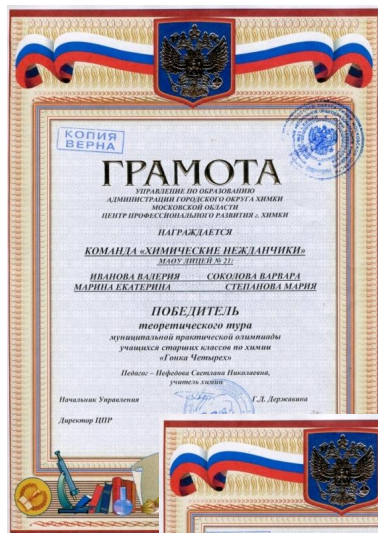 КОПИЯ
ВЕРНА
ГРАМОТА
УПРАВЛЕНИЕ ПО ОБРАЗОВАНИЮ
АДМИНИСТРАЦИИ ГОРОДСКОГО ОКРУГА ХИМКИ
МОСКОВСКОЙ ОБЛАСТИ
ЦЕНТР ПРОФЕССИОНАЛЬНОГО РАЗВИТИЯ г. ХИМКИ
НАГРАЖДАЕТСЯ
КОМАНДА «ХИМИЧЕСКИЕ НЕЖДАНЧИКИ»
МАОУ ЛИЦЕЙ № 21:
ИВАНОВА ВАЛЕРИЯ СОКОЛОВА ВАРВАРА
МАРИНА ЕКАТЕРИНА СТЕПАНОВА МАРИЯ
ПОБЕДИТЕЛЬ
теоретического тура
муниципальной практической олимпиады
учащихся старших классов по химии
«Гонка Четырех»
Педагог – Нефедова Светлана Николаевна,
учитель химии
Начальник Управления Г.Л. Державина
Директор ЦПР